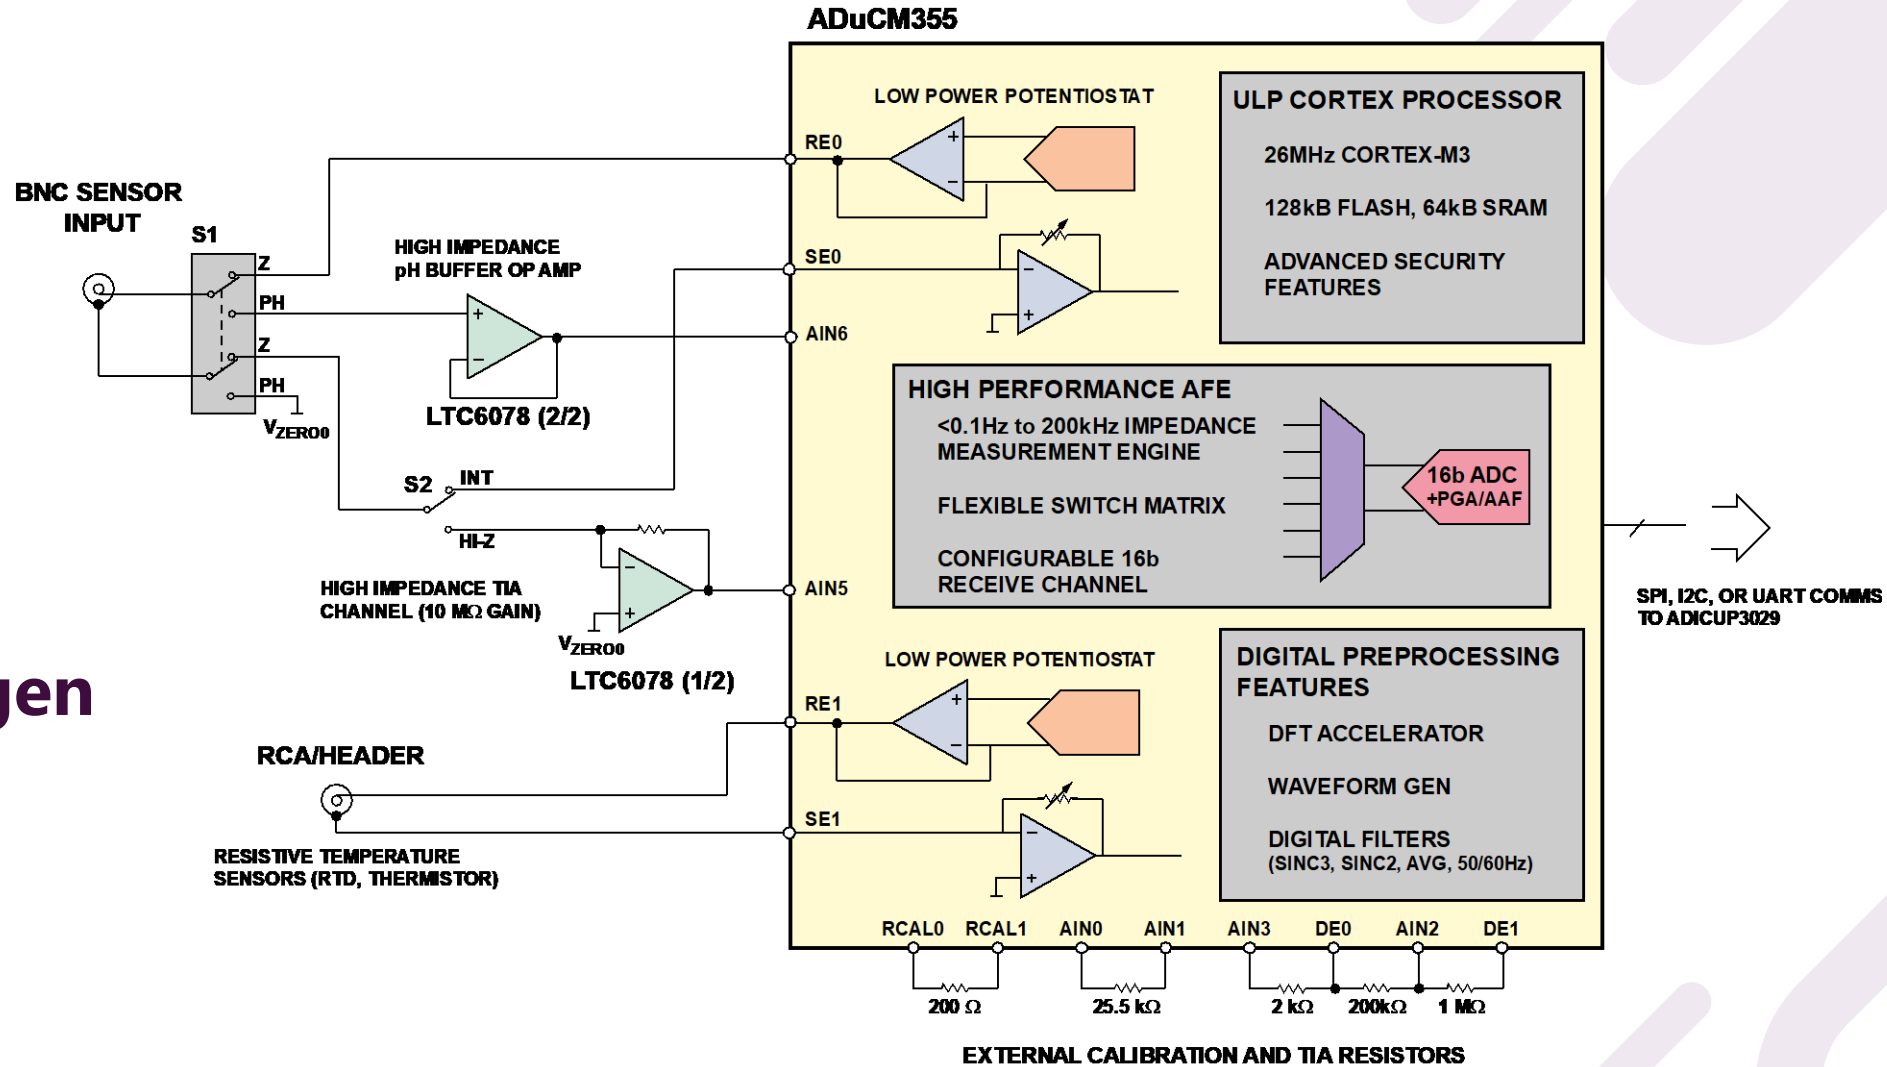 ADuCM355
BNC SENSOR
INPUT
S1
Z
PH
Z
PH
VZERO0
HIGH IMPEDANCE
pH BUFFER OP AMP
+
−
LTC6078 (2/2)
S2
INT
HI-Z
HIGH IMPEDANCE TIA
CHANNEL (10 MΩ GAIN)
−
+
VZERO0
LTC6078 (1/2)
gen
RCA/HEADER
RESISTIVE TEMPERATURE
SENSORS (RTD, THERMISTOR)
LOW POWER POTENTIOSTAT
RE0
+
−
SE0
−
+
AIN6
AIN5
LOW POWER POTENTIOSTAT
RE1
+
−
SE1
−
+
ULP CORTEX PROCESSOR
26MHz CORTEX-M3
128kB FLASH, 64kB SRAM
ADVANCED SECURITY
FEATURES
HIGH PERFORMANCE AFE
<0.1Hz to 200kHz IMPEDANCE
MEASUREMENT ENGINE
FLEXIBLE SWITCH MATRIX
CONFIGURABLE 16b
RECEIVE CHANNEL
16b ADC
+PGA/AAF
DIGITAL PREPROCESSING
FEATURES
DFT ACCELERATOR
WAVEFORM GEN
DIGITAL FILTERS
(SINC3, SINC2, AVG, 50/60Hz)
SPI, I2C, OR UART COMMS
TO ADICUP3029
RCAL0 RCAL1 AIN0 AIN1 AIN3 DE0 AIN2 DE1
200 Ω 25.5 kΩ 2 kΩ 200kΩ 1 MΩ
EXTERNAL CALIBRATION AND TIA RESISTORS